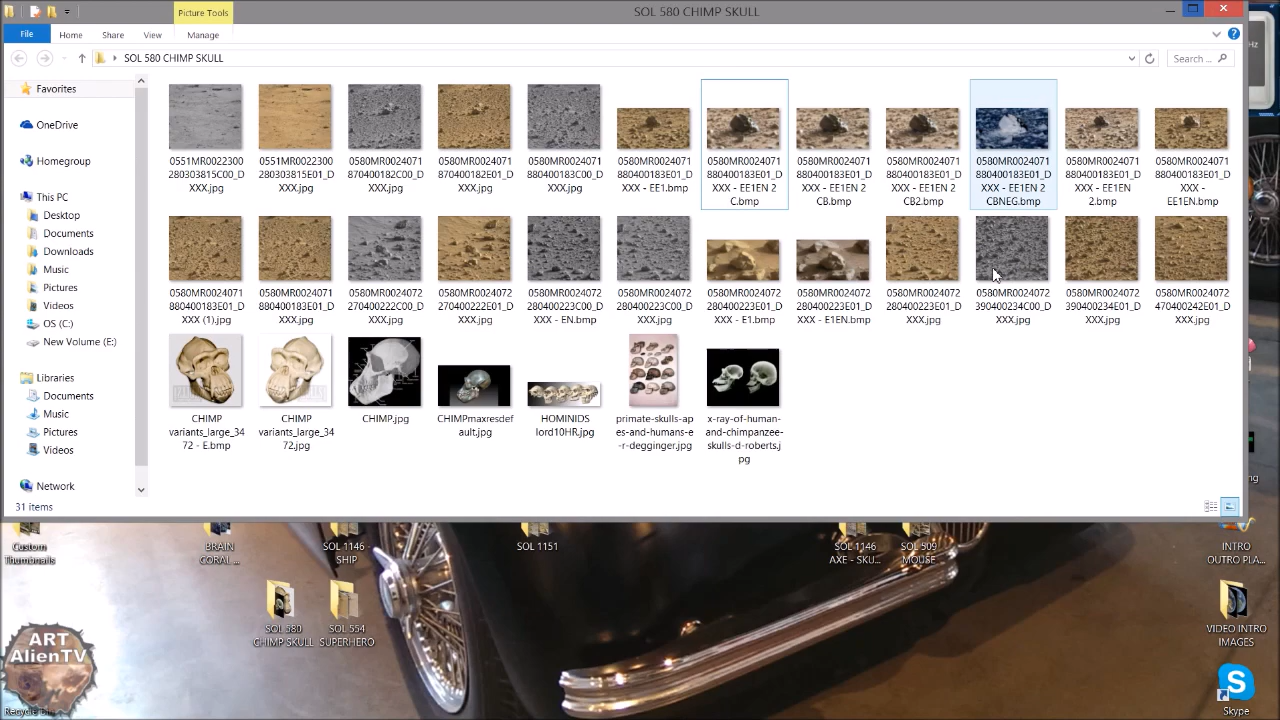 Picture Tools
SOL 580 CHIMP SKULL
File
Home
Share
View
Manage
SOL 580 CHIMP SKULL
Search ...
Favorites
OneDrive
Homegroup
This PC
Desktop
Documents
Downloads
Music
Pictures
Videos
OS (C:)
New Volume (E:)
Libraries
Documents
Music
Pictures
Videos
Network
0551MR0022300
280303815C00_D
XXX.jpg
0551MR0022300
280303815E01_D
XXX.jpg
0580MR0024071
870400182C00_D
XXX.jpg
0580MR0024071
870400182E01_D
XXX.jpg
0580MR0024071
880400183C00_D
XXX.jpg
0580MR0024071
880400183E01_D
XXX - EE1.bmp
0580MR0024071
880400183E01_D
XXX - EE1EN 2
C.bmp
0580MR0024071
880400183E01_D
XXX - EE1EN 2
CB.bmp
0580MR0024071
880400183E01_D
XXX - EE1EN 2
CB2.bmp
0580MR0024071
880400183E01_D
XXX - EE1EN 2
CBNEG.bmp
0580MR0024071
880400183E01_D
XXX - EE1EN
2.bmp
0580MR0024071
880400183E01_D
XXX -
EE1EN.bmp
0580MR0024071
880400183E01_D
XXX (1).jpg
0580MR0024071
880400183E01_D
XXX.jpg
0580MR0024072
270400222C00_D
XXX.jpg
0580MR0024072
270400222E01_D
XXX.jpg
0580MR0024072
280400223C00_D
XXX - EN.bmp
0580MR0024072
280400223C00_D
XXX.jpg
0580MR0024072
280400223E01_D
XXX - E1.bmp
0580MR0024072
280400223E01_D
XXX - E1EN.bmp
0580MR0024072
280400223E01_D
XXX.jpg
0580MR0024072
390400234C00_D
XXX.jpg
0580MR0024072
390400234E01_D
XXX.jpg
0580MR0024072
470400242E01_D
XXX.jpg
CHIMP
variants_large_34
72 - E.bmp
CHIMP
variants_large_34
72.jpg
CHIMP.jpg
CHIMPmaxresdef
ault.jpg
HOMINIDS
lord10HR.jpg
primate-skulls-ap
es-and-humans-e
-r-degginger.jpg
x-ray-of-human-
and-chimpanzee-
skulls-d-roberts.j
pg
31 items
Custom
Thumbnails
BRAIN
CORAL ...
SOL 1146 -
SHIP
SOL 1151
SOL 1146
AXE - SKU...
SOL 509
MOUSE
INTRO
OUTRO PLA...
SOL 580
CHIMP SKULL
SOL 554
SUPERHERO
VIDEO INTRO
IMAGES
ART
AlienTV
Skype